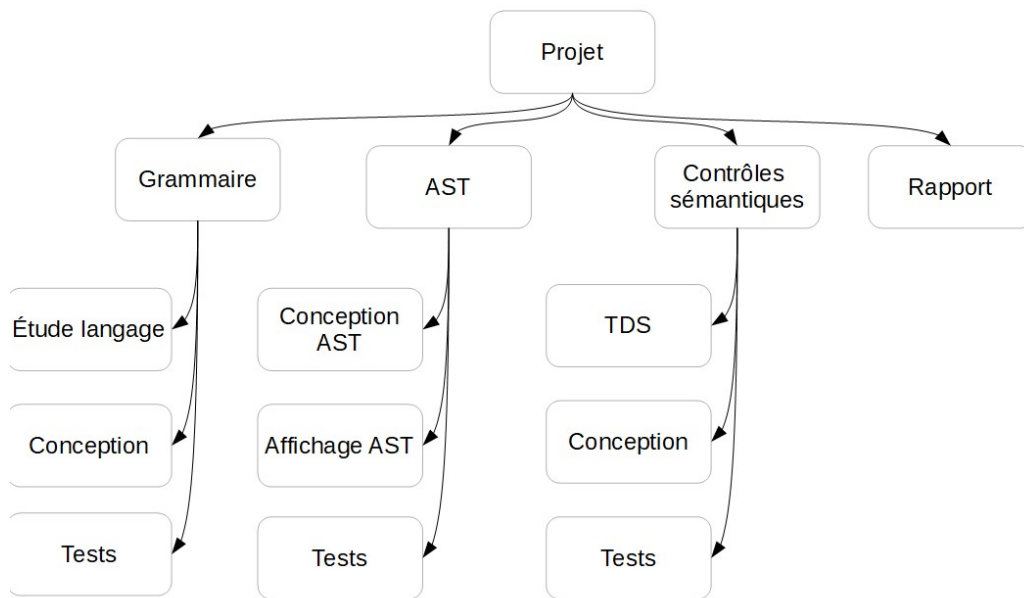 Projet
Grammaire
AST
Contrôles
sémantiques
Rapport
Étude langage
Conception
AST
TDS
Conception
Affichage AST
Conception
Tests
Tests
Tests